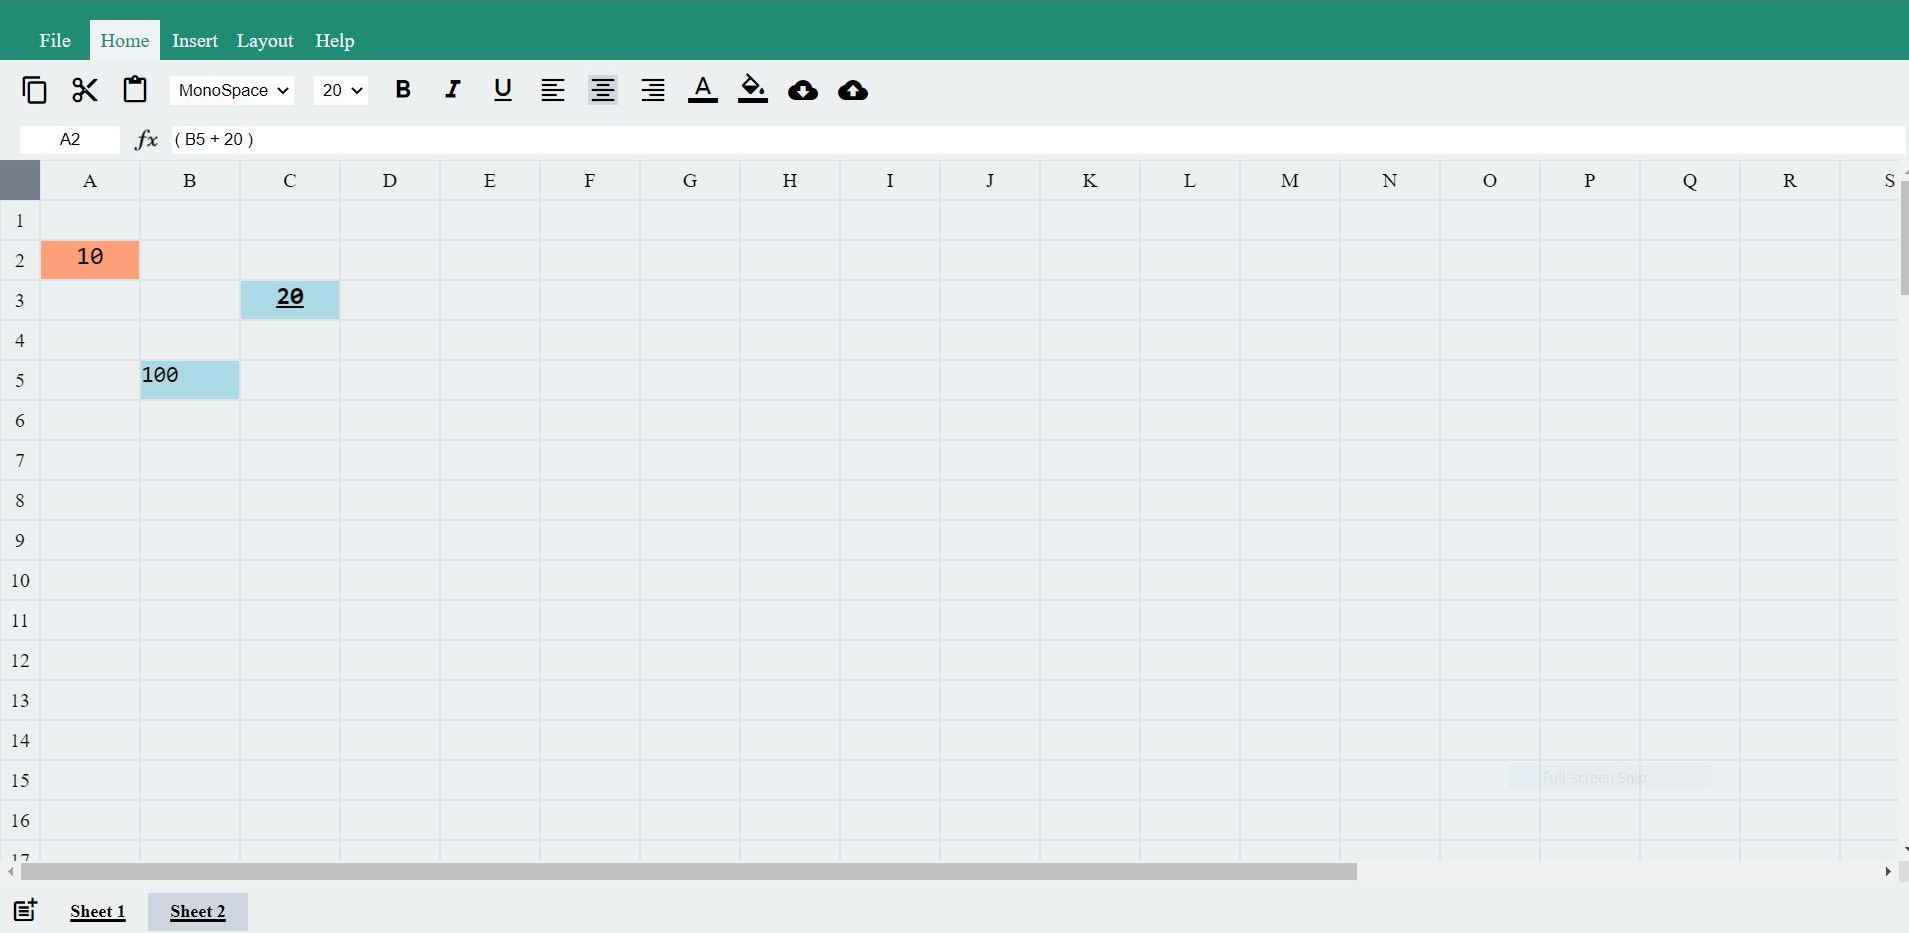 File Home Insert Layout Help
MonoSpace 20 B I U A
A2 fx ( B5 + 20 )
A B C D E F G H I J K L M N O P Q R S
1
2 10
3 20
4
5 100
6
7
8
9
10
11
12
13
14
15 Full-screen Snip
16
17
Sheet 1 Sheet 2